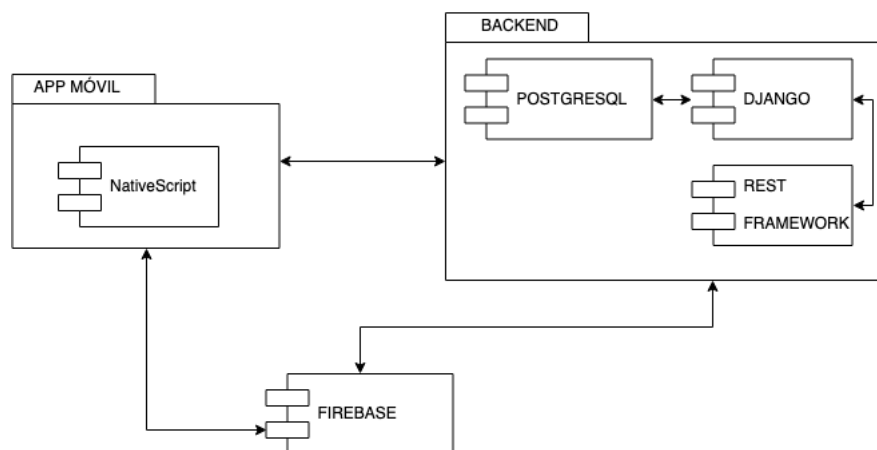 BACKEND
POSTGRESQL
DJANGO
APP MÓVIL
NativeScript
REST
FRAMEWORK
FIREBASE